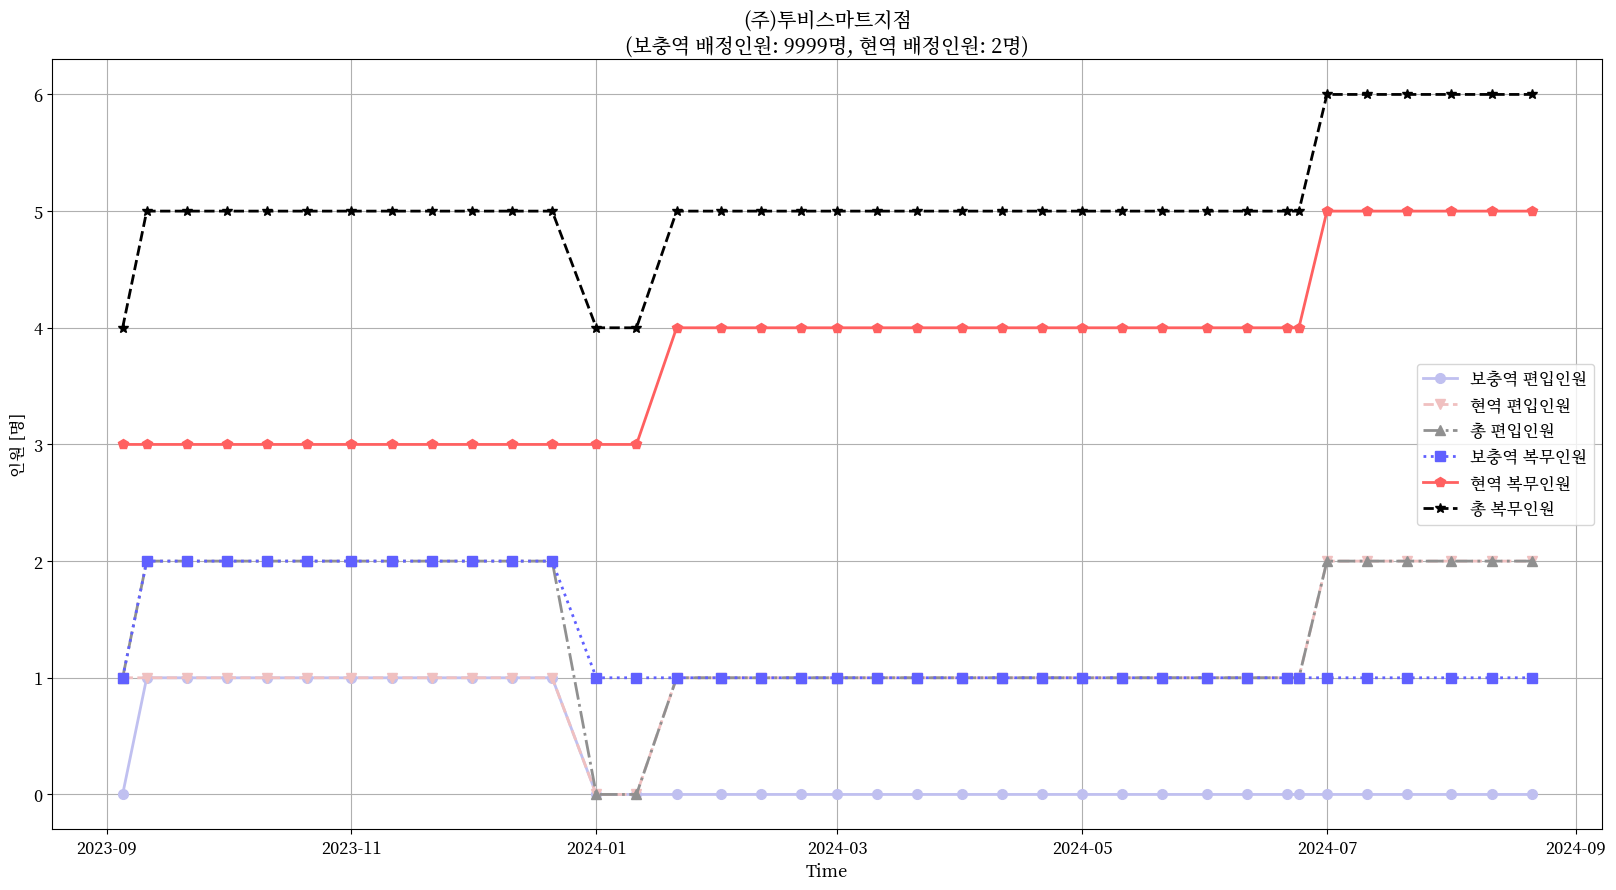 (주)투비스마트지점
(보충역 배정인원: 9999명, 현역 배정인원: 2명)
6
5
4
3
2
1
0
인원 [명]
보충역 편입인원
현역 편입인원
총 편입인원
보충역 복무인원
현역 복무인원
총 복무인원
2023-09
2023-11
2024-01
2024-03
2024-05
2024-07
2024-09
Time